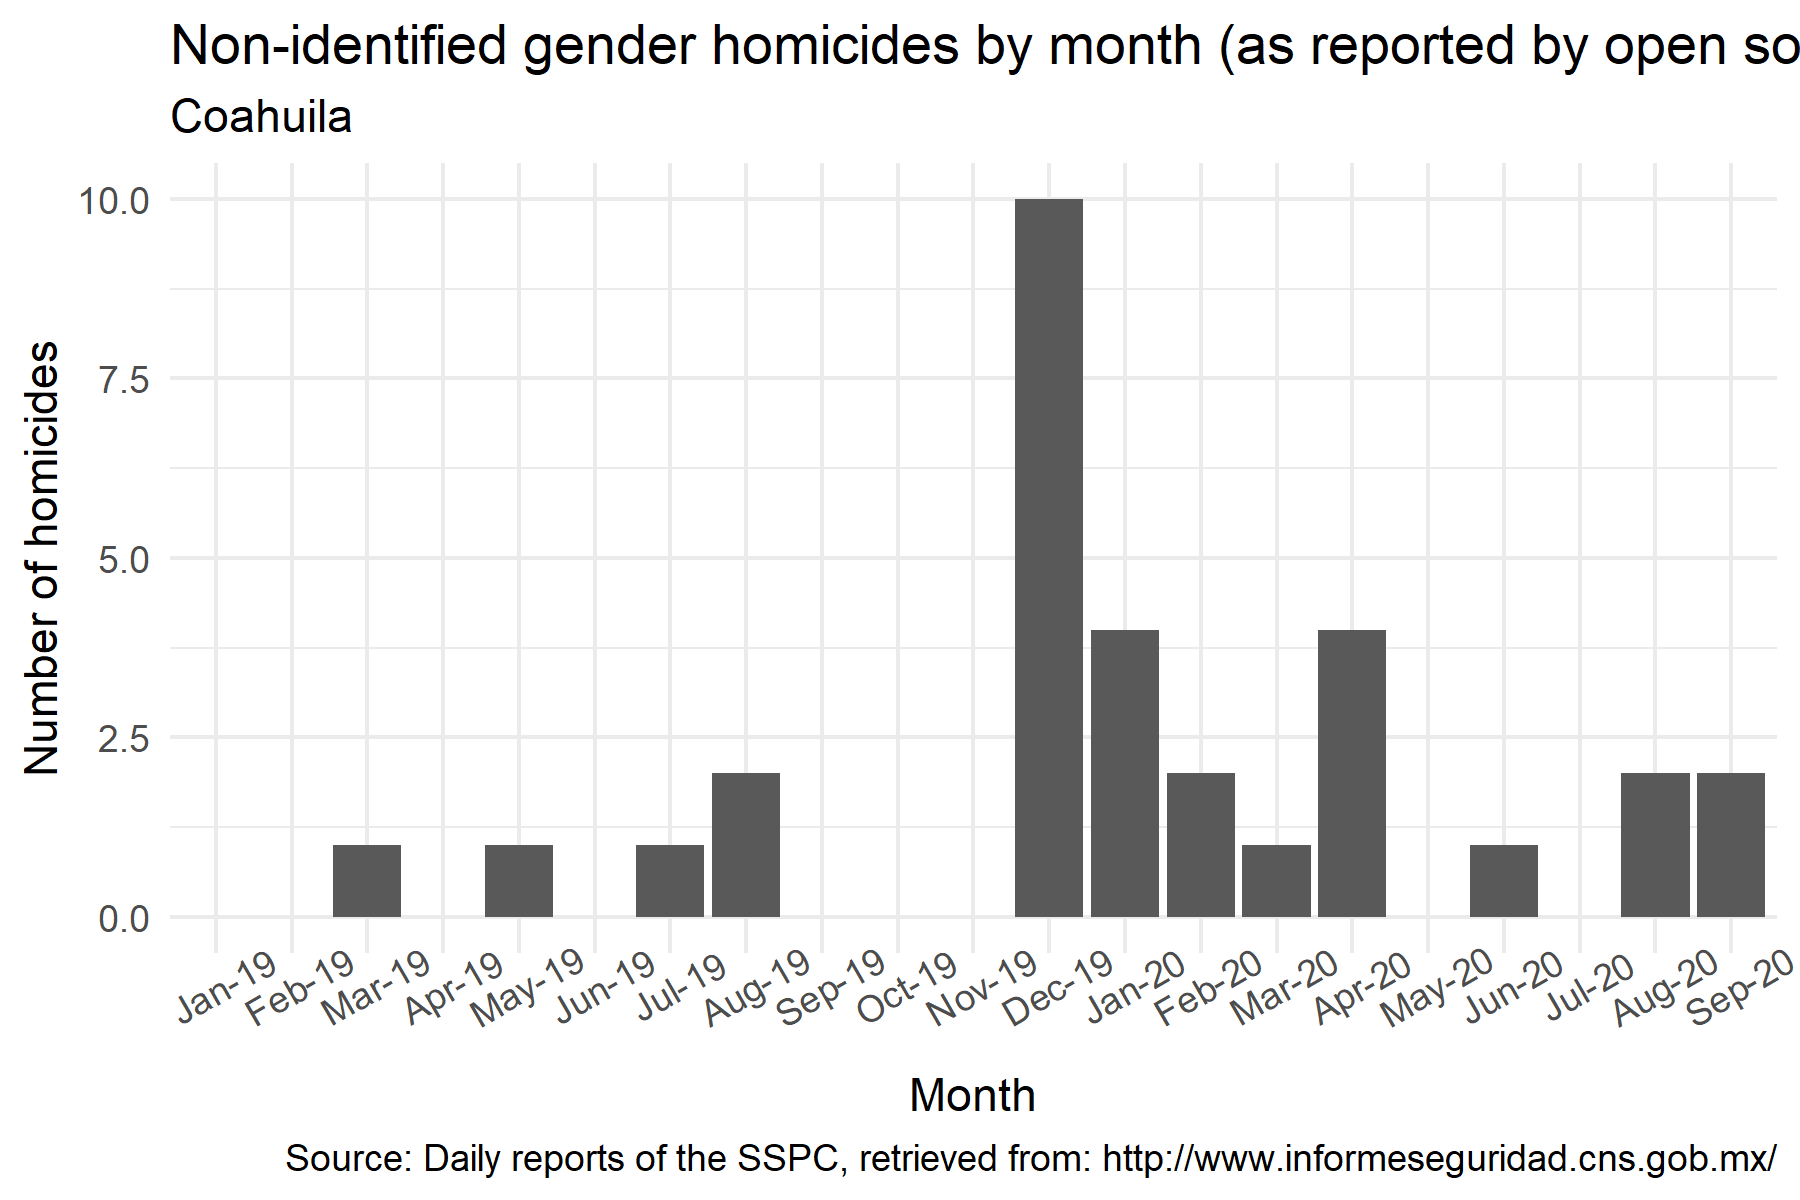 Non-identified gender homicides by month (as reported by open so
Coahuila
Number of homicides
10.0
7.5
5.0
2.5
0.0
Jan-19
Feb-19
Mar-19
Apr-19
May-19
Jun-19
Jul-19
Aug-19
Sep-19
Oct-19
Nov-19
Dec-19
Jan-20
Feb-20
Mar-20
Apr-20
May-20
Jun-20
Jul-20
Aug-20
Sep-20
Month
Source: Daily reports of the SSPC, retrieved from: http://www.informeseguridad.cns.gob.mx/